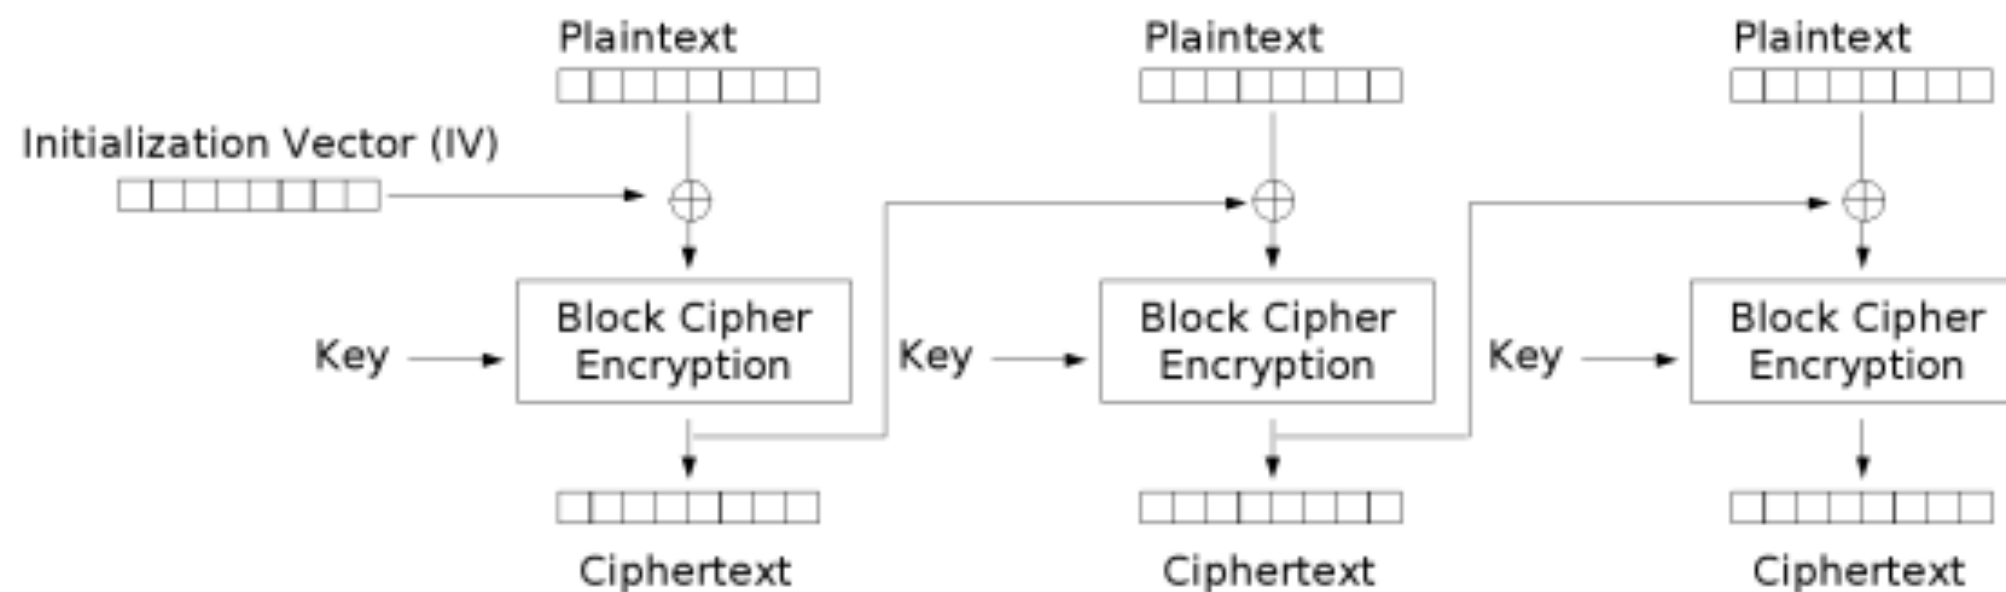 Plaintext
Plaintext
Plaintext
Initialization Vector (IV)
Key
Block Cipher
Encryption
Key
Block Cipher
Encryption
Key
Block Cipher
Encryption
Ciphertext
Ciphertext
Ciphertext